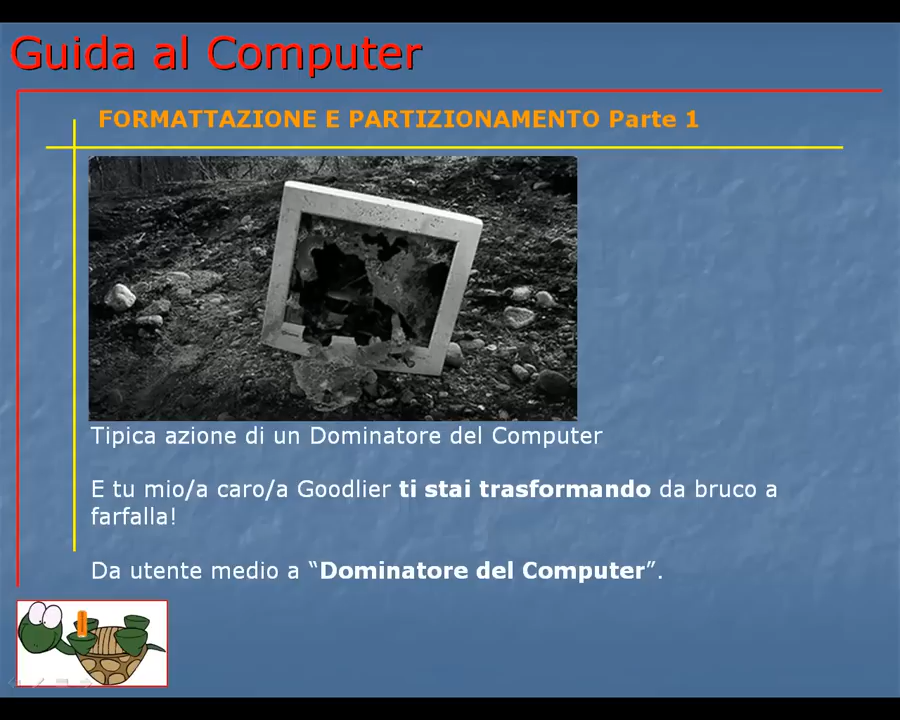 Guida al Computer
FORMATTAZIONE E PARTIZIONAMENTO Parte 1
Tipica azione di un Dominatore del Computer
E tu mio/a caro/a Goodlier ti stai trasformando da bruco a
farfalla!
Da utente medio a “Dominatore del Computer”.